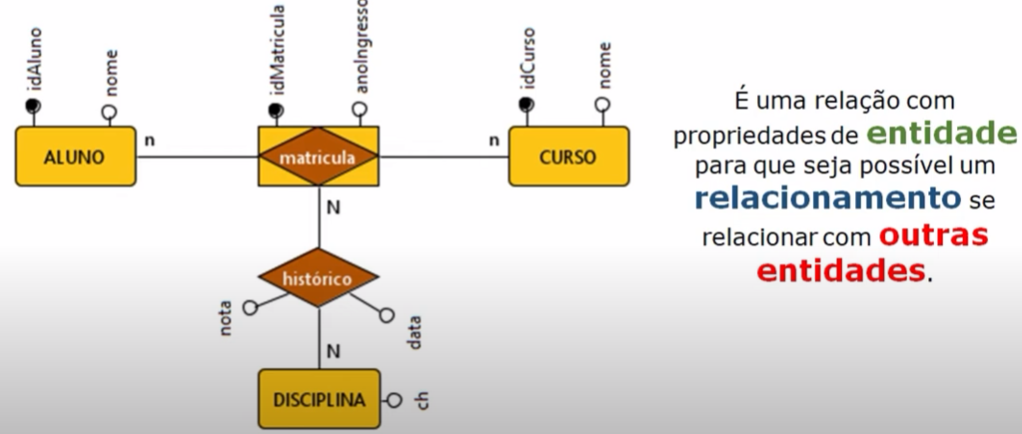 idAluno
nome
idMatricula
anoIngresso
idCurso
nome
ALUNO
n
matricula
n
CURSO
N
histórico
nota
data
N
DISCIPLINA
ch
É uma relação com
propriedades de entidade
para que seja possível um
relacionamento se
relacionar com outras
entidades.